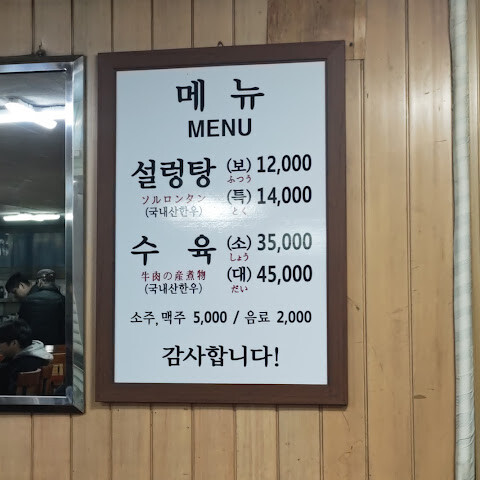 메 뉴
MENU
설렁탕 (보) 12,000
ふつう
ソルロンタン (특) 14,000
(국내산한우) とく
수 육 (소) 35,000
しょう
牛肉の産煮物 (대) 45,000
(국내산한우) だい
소주, 맥주 5,000 / 음료 2,000
감사합니다!